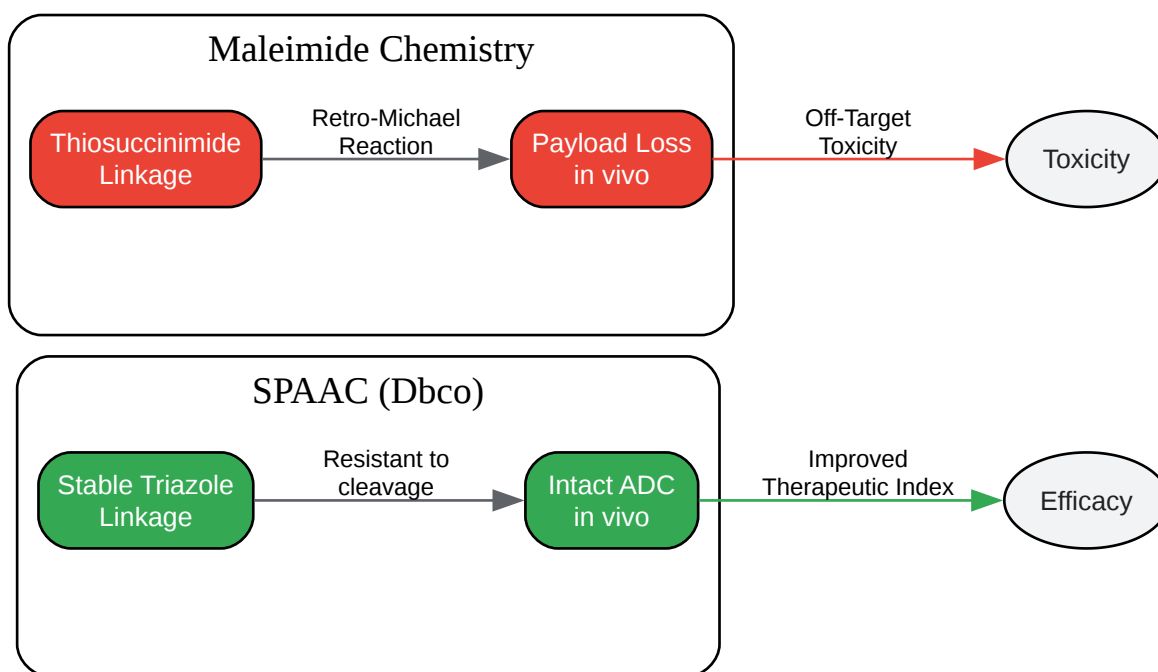 Maleimide Chemistry
Thiosuccinimide
Linkage
Retro-Michael
Reaction
Payload Loss
in vivo
Off-Target
Toxicity
Toxicity
SPAAC (Dbco)
Stable Triazole
Linkage
Resistant to
cleavage
Intact ADC
in vivo
Improved
Therapeutic Index
Efficacy